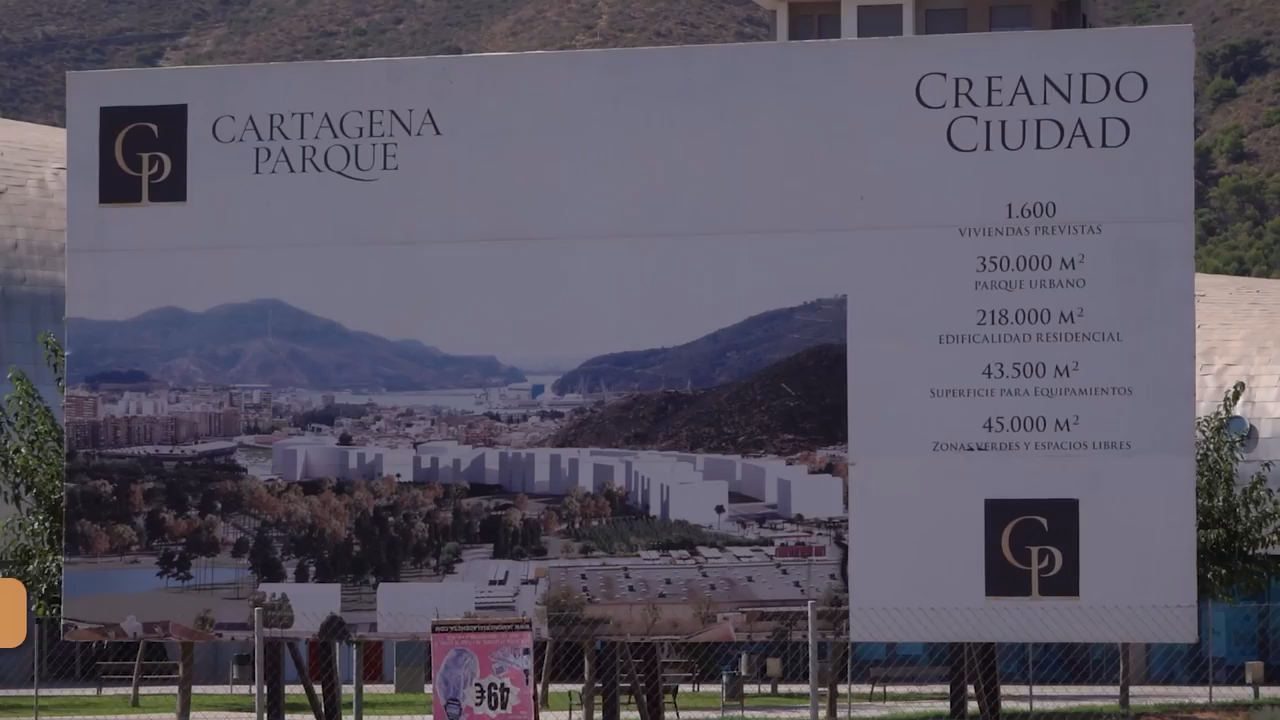 CP
CARTAGENA
PARQUE
CREANDO
CIUDAD
1.600
VIVIENDAS PREVISTAS
350.000 M²
PARQUE URBANO
218.000 M²
EDIFICALIDAD RESIDENCIAL
43.500 M²
SUPERFICIE PARA EQUIPAMIENTOS
45.000 M²
ZONAS VERDES Y ESPACIOS LIBRES
CP
49€